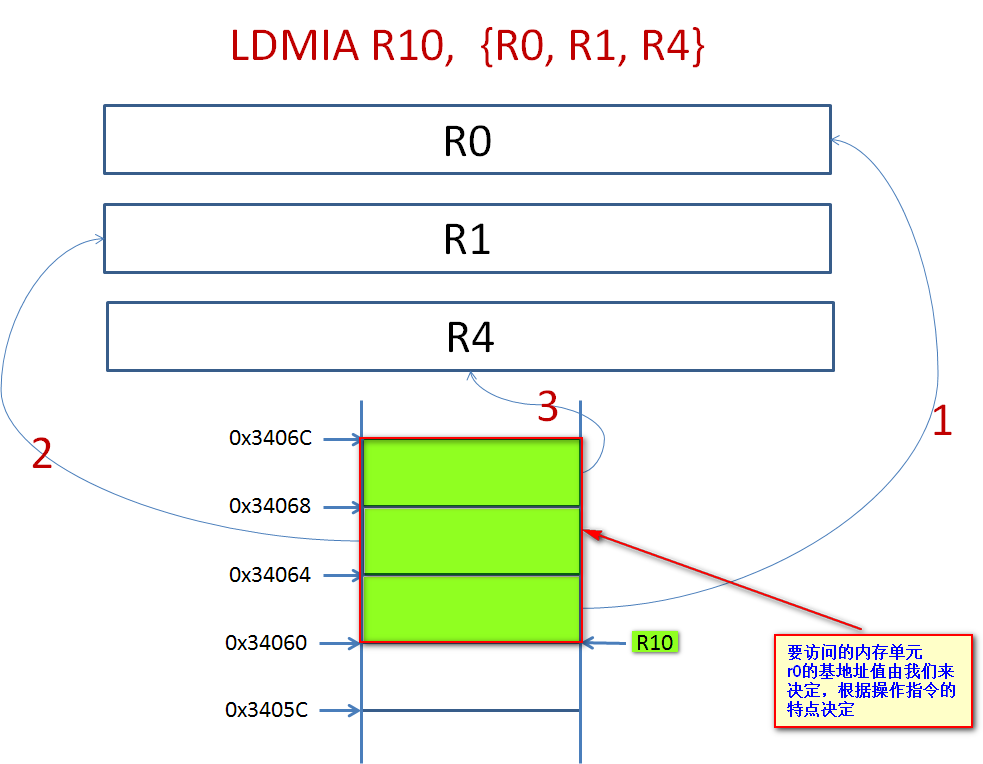 LDMIA R10, {R0, R1, R4}
R0
R1
R4
3
1
2
0x3406C
0x34068
0x34064
0x34060
R10
0x3405C
要访问的内存单元
r0的基地址值由我们来
决定，根据操作指令的
特点决定